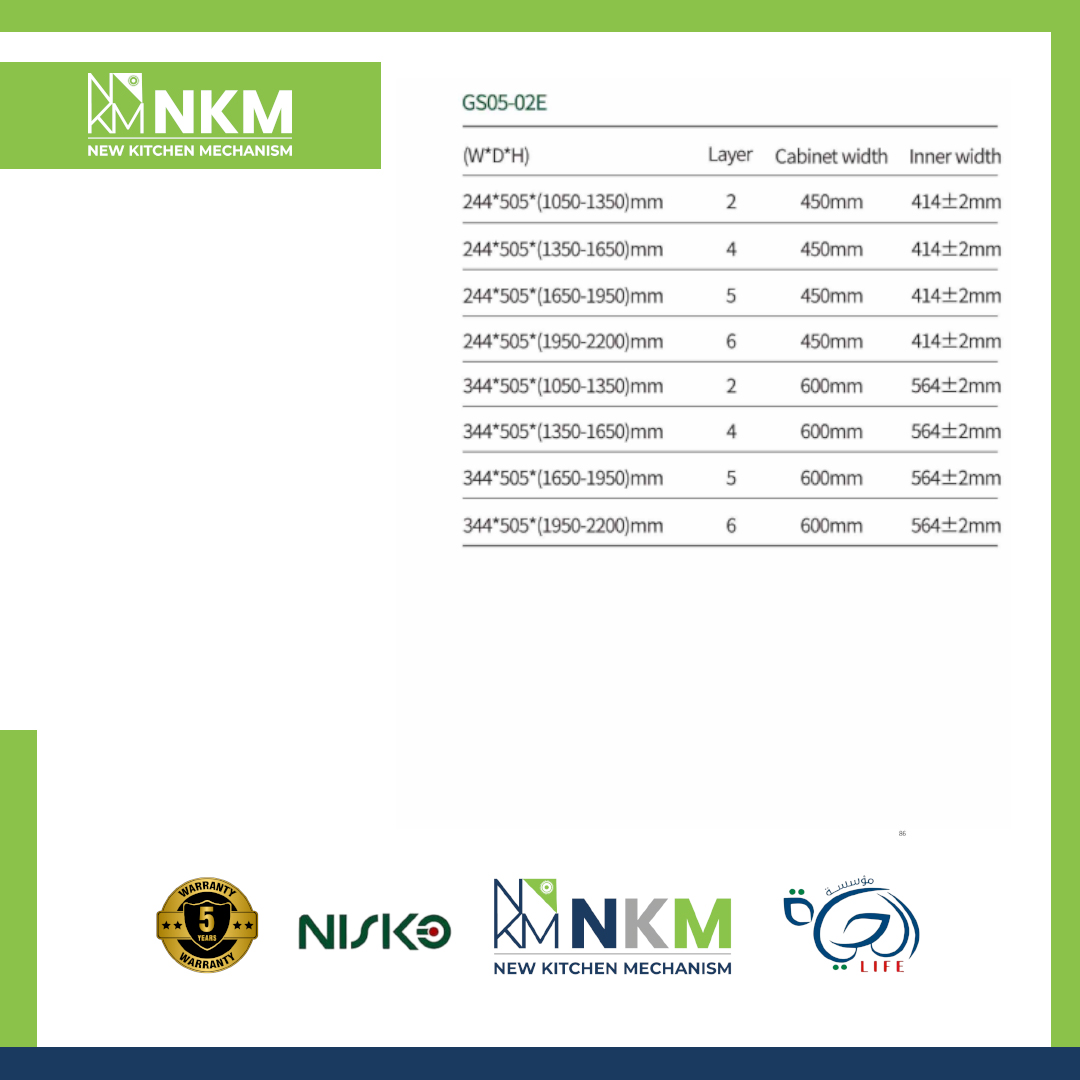 NKM
NEW KITCHEN MECHANISM
GS05-02E
(W*D*H) Layer Cabinet width Inner width
244*505*(1050-1350)mm 2 450mm 414±2mm
244*505*(1350-1650)mm 4 450mm 414±2mm
244*505*(1650-1950)mm 5 450mm 414±2mm
244*505*(1950-2200)mm 6 450mm 414±2mm
344*505*(1050-1350)mm 2 600mm 564±2mm
344*505*(1350-1650)mm 4 600mm 564±2mm
344*505*(1650-1950)mm 5 600mm 564±2mm
344*505*(1950-2200)mm 6 600mm 564±2mm
86
WARRANTY
5
YEARS
WARRANTY
NISKO
NKM
NEW KITCHEN MECHANISM
مؤسسة
LIFE